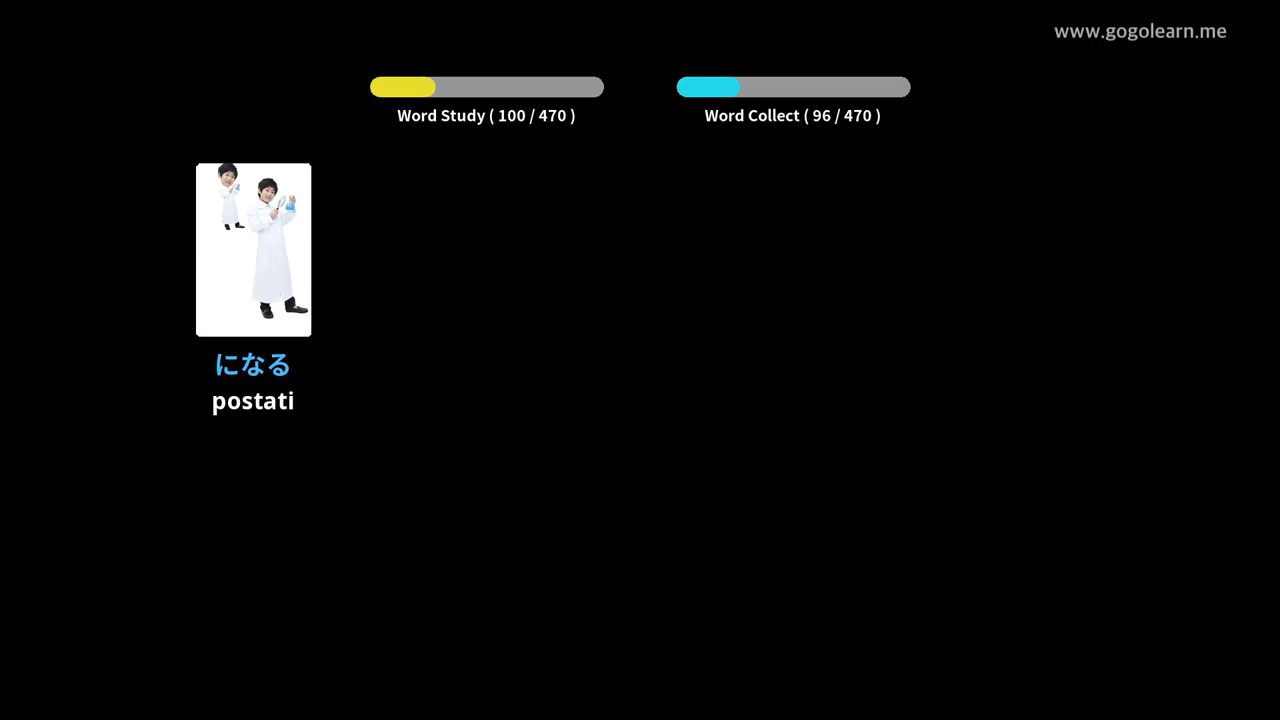 www.gogolearn.me
Word Study ( 100 / 470 )
Word Collect ( 96 / 470 )
になる
postati